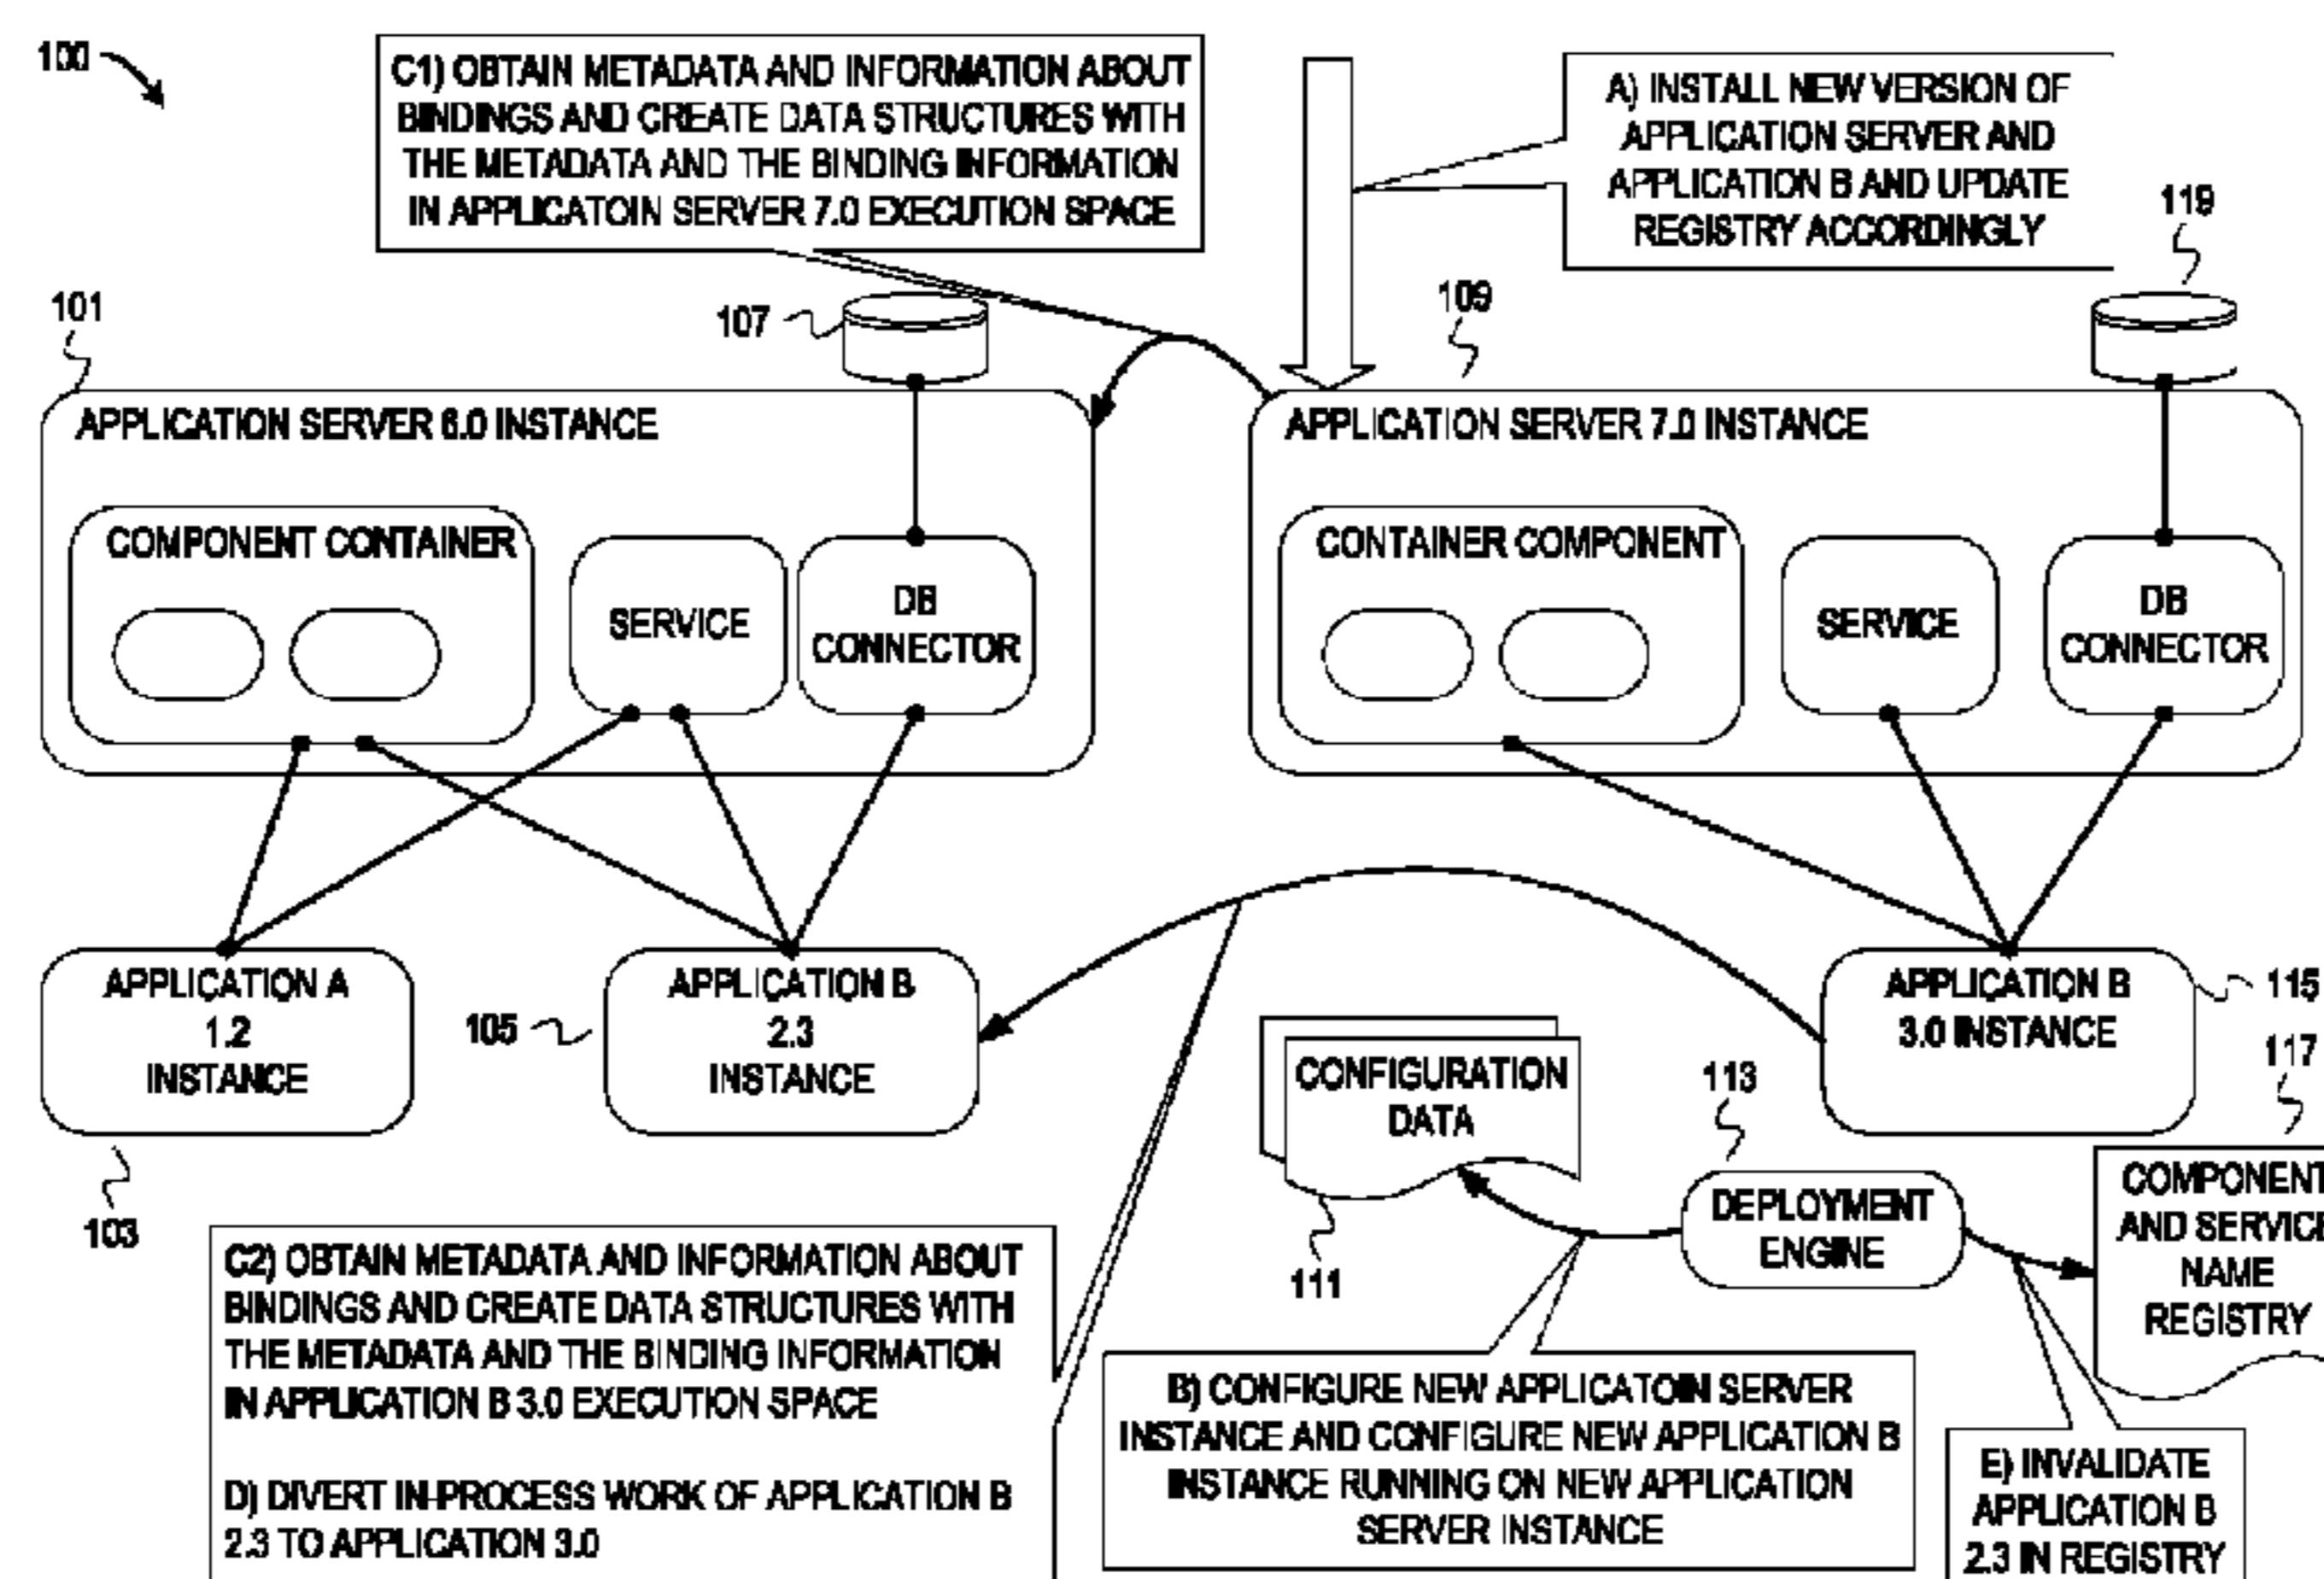 100
C1) OBTAIN METADATA AND INFORMATION ABOUT
BINDINGS AND CREATE DATA STRUCTURES WITH
THE METADATA AND THE BINDING INFORMATION
IN APPLICATOIN SERVER 7.0 EXECUTION SPACE
A) INSTALL NEW VERSION OF
APPLICATION SERVER AND
APPLICATION B AND UPDATE
REGISTRY ACCORDINGLY
119
101
107
109
APPLICATION SERVER 6.0 INSTANCE
APPLICATION SERVER 7.0 INSTANCE
COMPONENT CONTAINER
SERVICE
DB
CONNECTOR
CONTAINER COMPONENT
SERVICE
DB
CONNECTOR
APPLICATION A
1.2
INSTANCE
103
105
APPLICATION B
2.3
INSTANCE
APPLICATION B
3.0 INSTANCE
115
117
CONFIGURATION
DATA
111
113
DEPLOYMENT
ENGINE
COMPONENT
AND SERVICE
NAME
REGISTRY
C2) OBTAIN METADATA AND INFORMATION ABOUT
BINDINGS AND CREATE DATA STRUCTURES WITH
THE METADATA AND THE BINDING INFORMATION
IN APPLICATION B 3.0 EXECUTION SPACE
D) DIVERT IN-PROCESS WORK OF APPLICATION B
2.3 TO APPLICATION 3.0
B) CONFIGURE NEW APPLICATOIN SERVER
INSTANCE AND CONFIGURE NEW APPLICATION B
INSTANCE RUNNING ON NEW APPLICATION
SERVER INSTANCE
E) INVALIDATE
APPLICATION B
2.3 IN REGISTRY